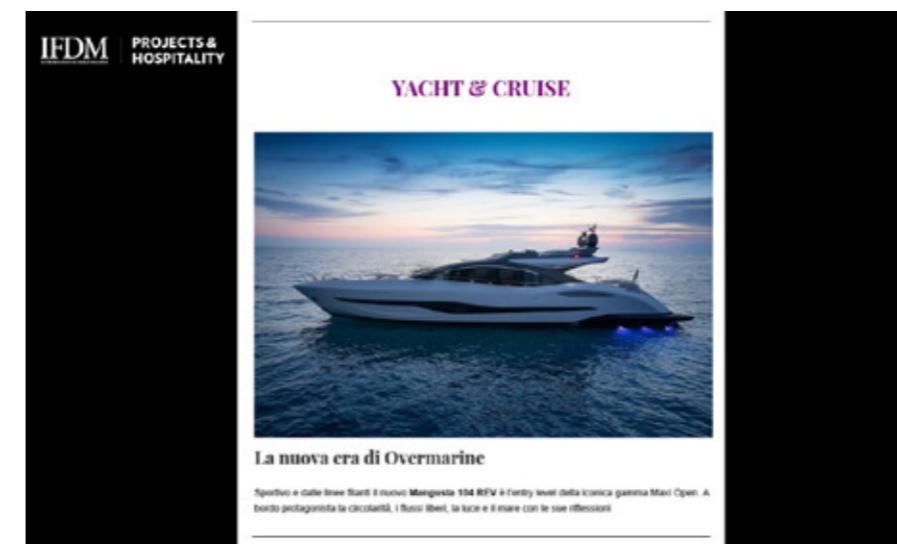 IFDM
PROJECTS &
HOSPITALITY
YACHT & CRUISE
La nuova era di Overmarine
Sportivo e dalle linee filanti il nuovo Mangusta 104 REV è l'entry level della iconica gamma Maxi Open. A
bordo protagonista la circolarità, i flussi liberi, la luce e il mare con le sue riflessioni